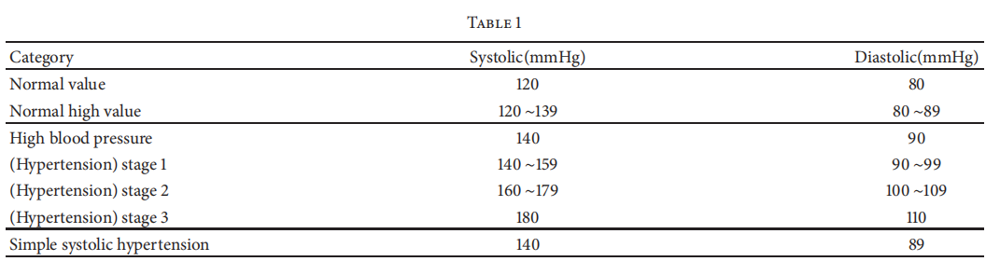 TABLE 1
Category Systolic(mmHg) Diastolic(mmHg)
Normal value 120 80
Normal high value 120 ~139 80 ~89
High blood pressure 140 90
(Hypertension) stage 1 140 ~159 90 ~99
(Hypertension) stage 2 160 ~179 100 ~109
(Hypertension) stage 3 180 110
Simple systolic hypertension 140 89